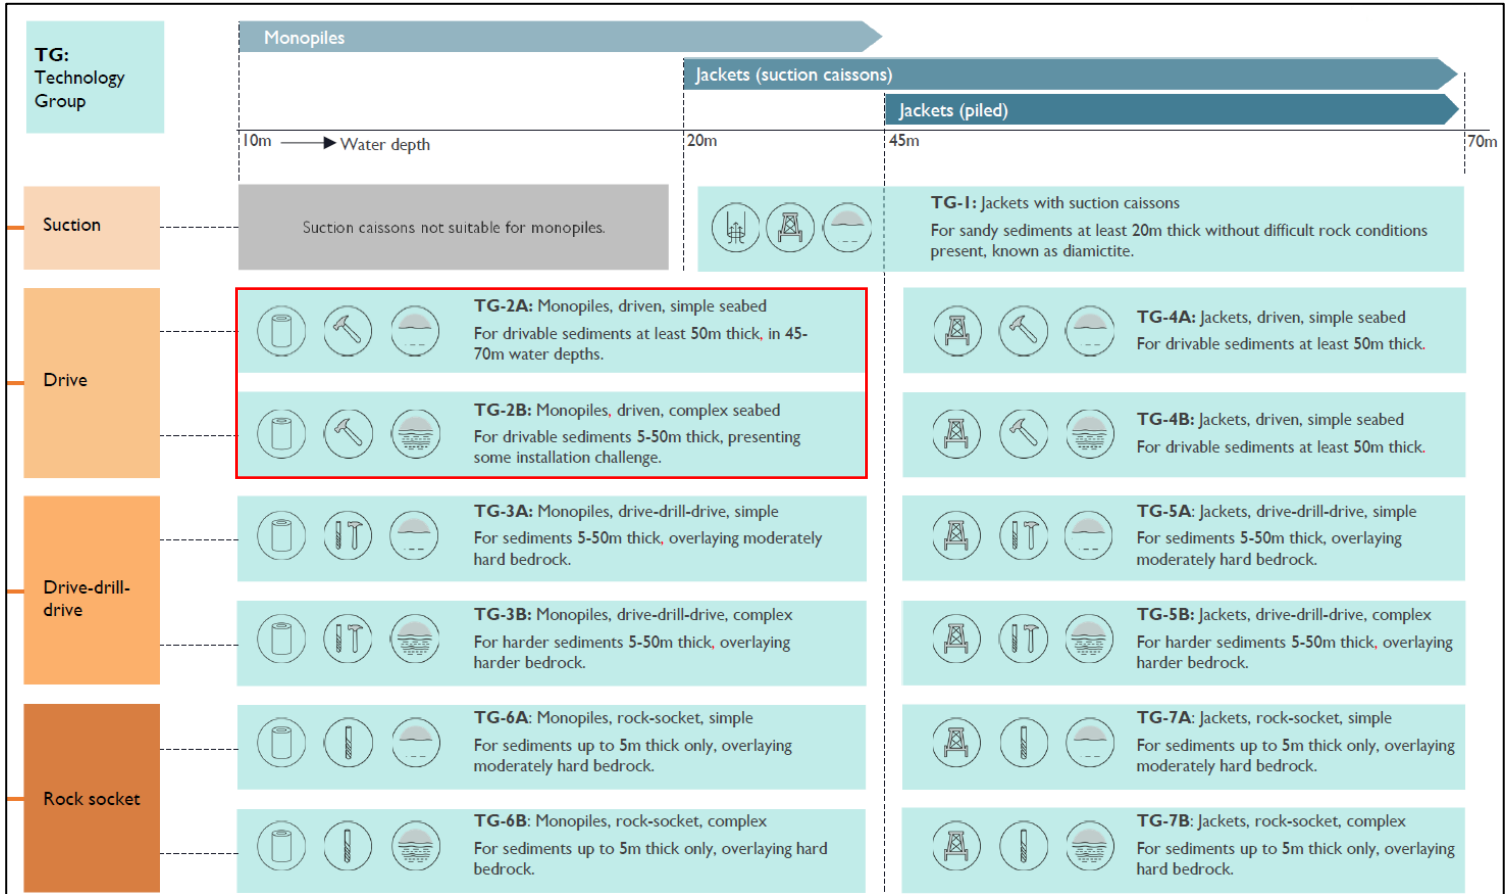 TG:
Technology
Group
Monopiles
Jackets (suction caissons)
Jackets (piled)
10m
Water depth
20m
45m
70m
Suction
Suction caissons not suitable for monopiles.
TG-1: Jackets with suction caissons
For sandy sediments at least 20m thick without difficult rock conditions
present, known as diamictite.
Drive
TG-2A: Monopiles, driven, simple seabed
For drivable sediments at least 50m thick, in 45-
70m water depths.
TG-4A: Jackets, driven, simple seabed
For drivable sediments at least 50m thick.
TG-2B: Monopiles, driven, complex seabed
For drivable sediments 5-50m thick, presenting
some installation challenge.
TG-4B: Jackets, driven, simple seabed
For drivable sediments at least 50m thick.
Drive-drill-
drive
TG-3A: Monopiles, drive-drill-drive, simple
For sediments 5-50m thick, overlaying moderately
hard bedrock.
TG-5A: Jackets, drive-drill-drive, simple
For sediments 5-50m thick, overlaying
moderately hard bedrock.
TG-3B: Monopiles, drive-drill-drive, complex
For harder sediments 5-50m thick, overlaying
harder bedrock.
TG-5B: Jackets, drive-drill-drive, complex
For harder sediments 5-50m thick, overlaying
harder bedrock.
Rock socket
TG-6A: Monopiles, rock-socket, simple
For sediments up to 5m thick only, overlaying
moderately hard bedrock.
TG-7A: Jackets, rock-socket, simple
For sediments up to 5m thick only, overlaying
moderately hard bedrock.
TG-6B: Monopiles, rock-socket, complex
For sediments up to 5m thick only, overlaying hard
bedrock.
TG-7B: Jackets, rock-socket, complex
For sediments up to 5m thick only, overlaying
hard bedrock.